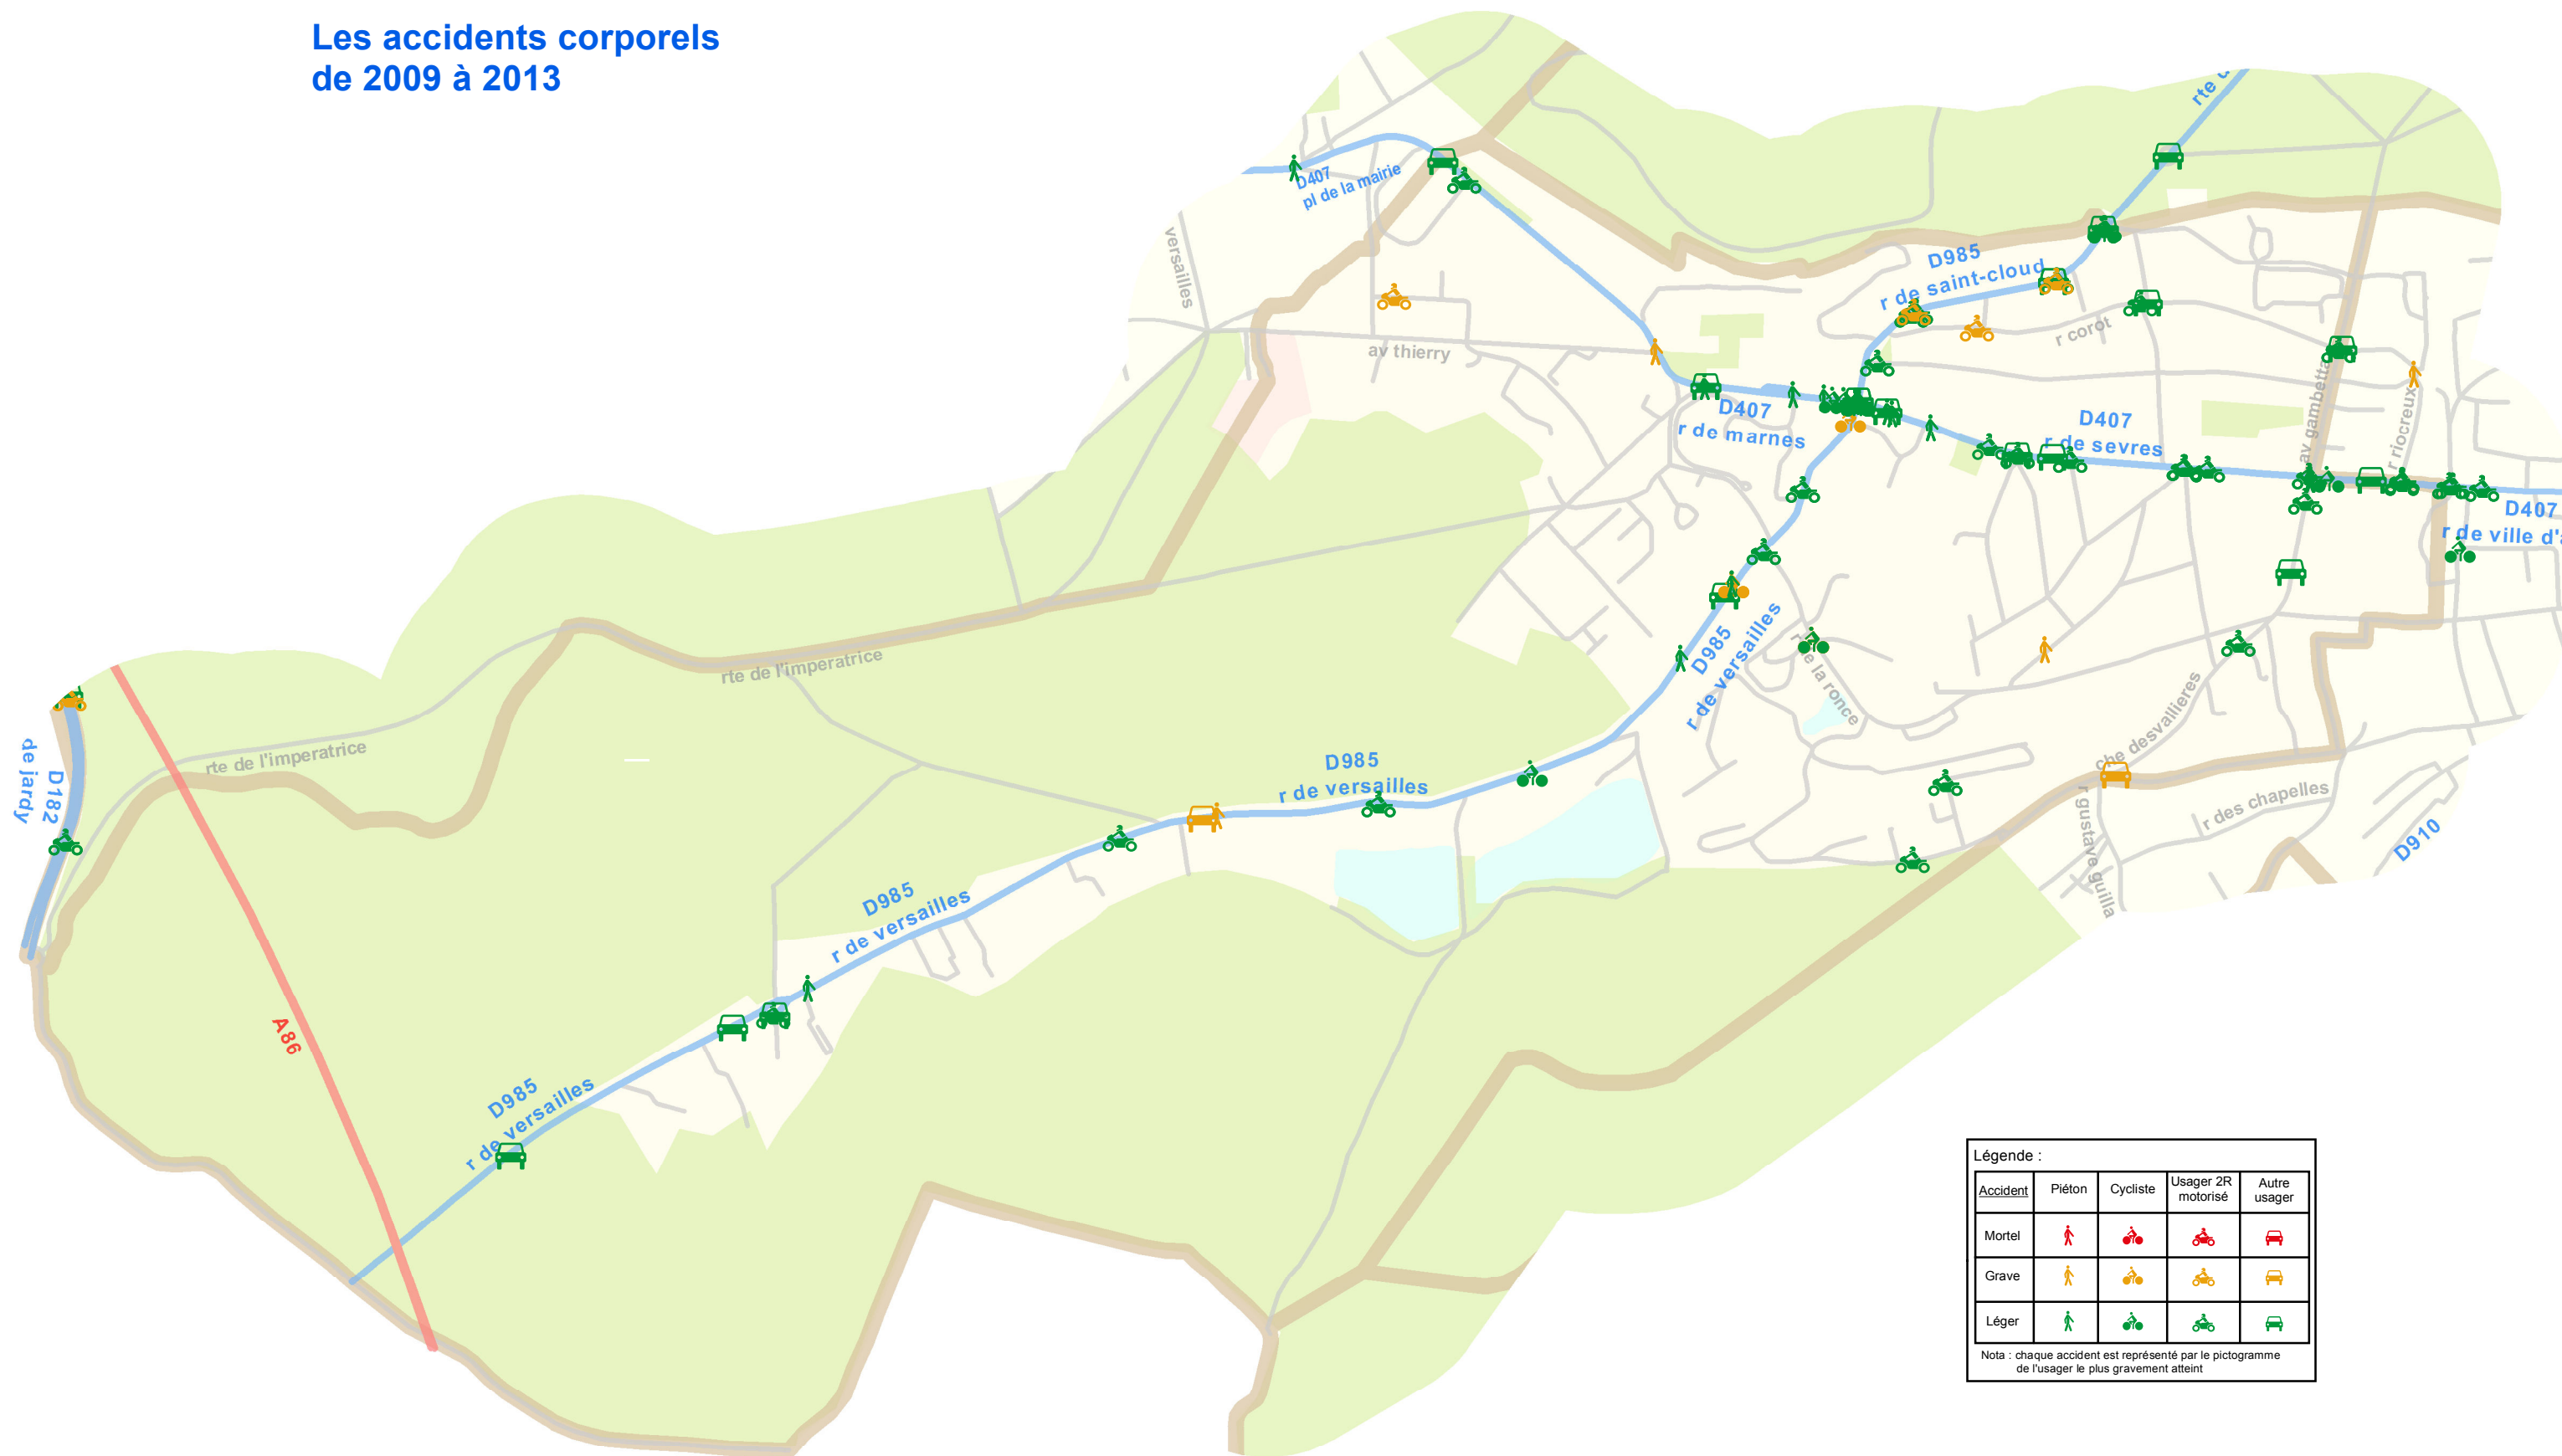 Les accidents corporels
de 2009 à 2013
rte
D407
pl de la mairie
versailles
D985
r de saint-cloud
r corot
av thierry
D407
r de marnes
D407
r de sevres
av gambetta
r riocreux
D407
r de ville d'a
D985
r de versailles
la ronce
rte de l'imperatrice
rte de l'imperatrice
D182
de jardy
D985
r de versailles
che desvallieres
r des chapelles
r gustave guilla
D910
D985
r de versailles
A86
D985
r de versailles
Légende :
Accident Piéton Cycliste Usager 2R motorisé Autre usager
Mortel
Grave
Léger
Nota : chaque accident est représenté par le pictogramme
de l'usager le plus gravement atteint